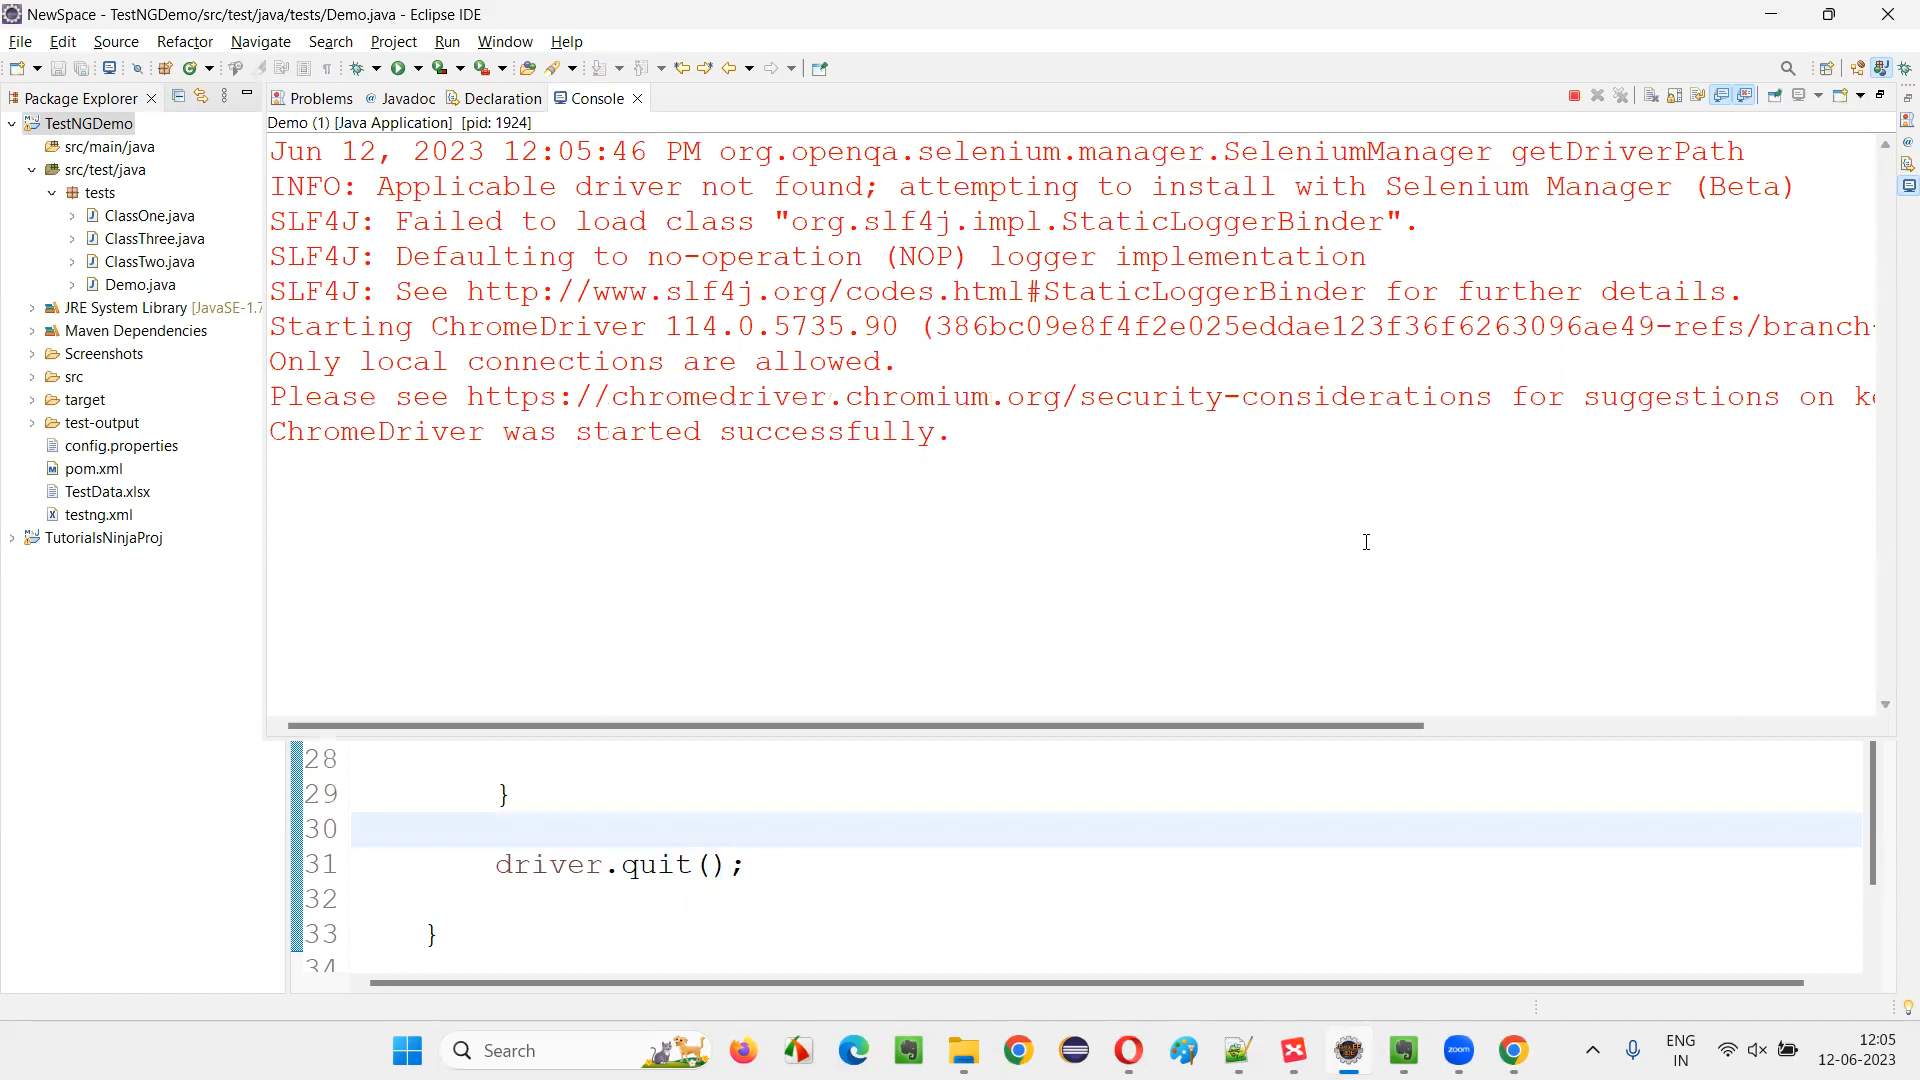 NewSpace - TestNGDemo/src/test/java/tests/Demo.java - Eclipse IDE
File Edit Source Refactor Navigate Search Project Run Window Help
Package Explorer
Problems Javadoc Declaration Console
TestNGDemo
src/main/java
src/test/java
tests
ClassOne.java
ClassThree.java
ClassTwo.java
Demo.java
JRE System Library [JavaSE-1.7
Maven Dependencies
Screenshots
src
target
test-output
config.properties
pom.xml
TestData.xlsx
testng.xml
TutorialsNinjaProj
Demo (1) [Java Application] [pid: 1924]
Jun 12, 2023 12:05:46 PM org.openqa.selenium.manager.SeleniumManager getDriverPath
INFO: Applicable driver not found; attempting to install with Selenium Manager (Beta)
SLF4J: Failed to load class "org.slf4j.impl.StaticLoggerBinder".
SLF4J: Defaulting to no-operation (NOP) logger implementation
SLF4J: See http://www.slf4j.org/codes.html#StaticLoggerBinder for further details.
Starting ChromeDriver 114.0.5735.90 (386bc09e8f4f2e025eddae123f36f6263096ae49-refs/branch
Only local connections are allowed.
Please see https://chromedriver.chromium.org/security-considerations for suggestions on ke
ChromeDriver was started successfully.
28
29 }
30
31 driver.quit();
32
33 }
34
Search
zoom
ENG
IN
12:05
12-06-2023